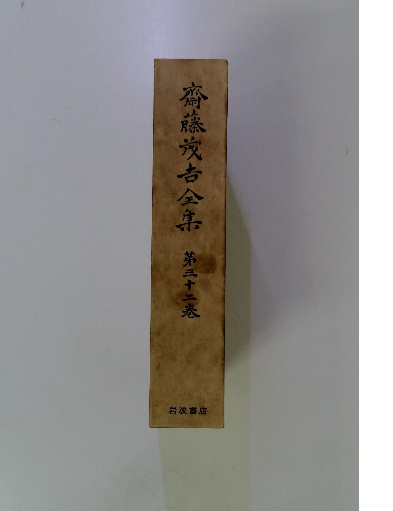 齋藤茂吉全集
第三十二巻
岩波書店